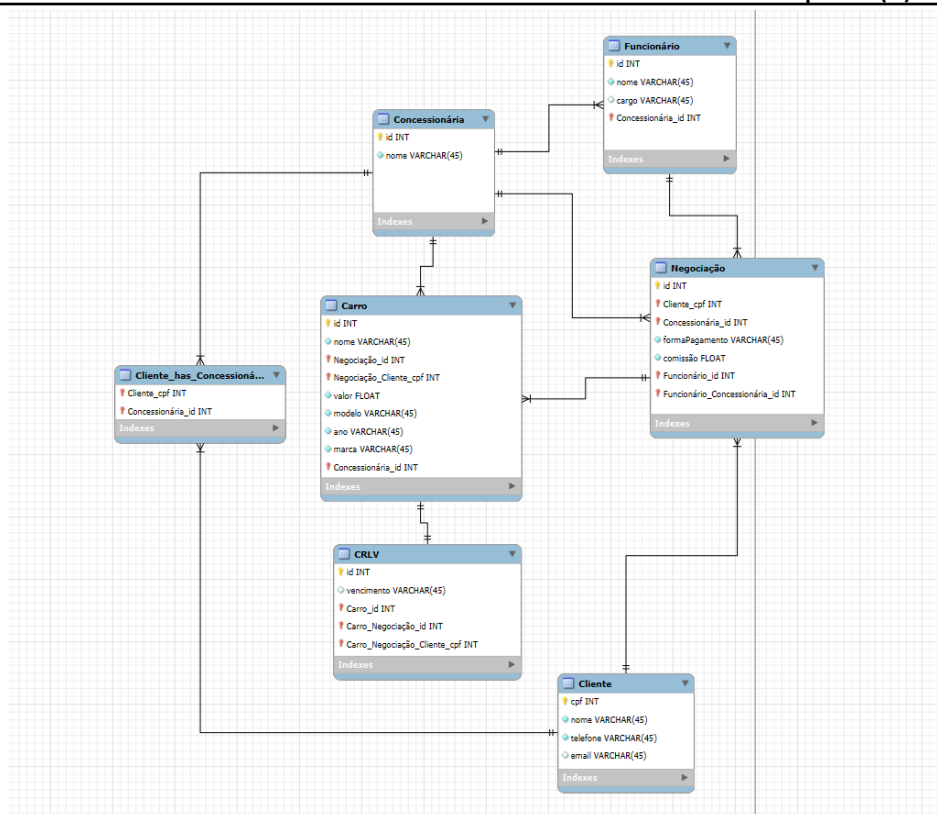 Funcionário
id INT
nome VARCHAR(45)
cargo VARCHAR(45)
Concessionária_id INT
Indexes
Concessionária
id INT
nome VARCHAR(45)
Indexes
Negociação
id INT
Cliente_cpf INT
Concessionária_id INT
formaPagamento VARCHAR(45)
comissão FLOAT
Funcionário_id INT
Funcionário_Concessionária_id INT
Indexes
Carro
id INT
nome VARCHAR(45)
Negociação_id INT
Negociação_Cliente_cpf INT
valor FLOAT
modelo VARCHAR(45)
ano VARCHAR(45)
marca VARCHAR(45)
Concessionária_id INT
Indexes
Cliente_has_Concessioná...
Cliente_cpf INT
Concessionária_id INT
Indexes
CRLV
id INT
vencimento VARCHAR(45)
Carro_id INT
Carro_Negociação_id INT
Carro_Negociação_Cliente_cpf INT
Indexes
Cliente
cpf INT
nome VARCHAR(45)
telefone VARCHAR(45)
email VARCHAR(45)
Indexes